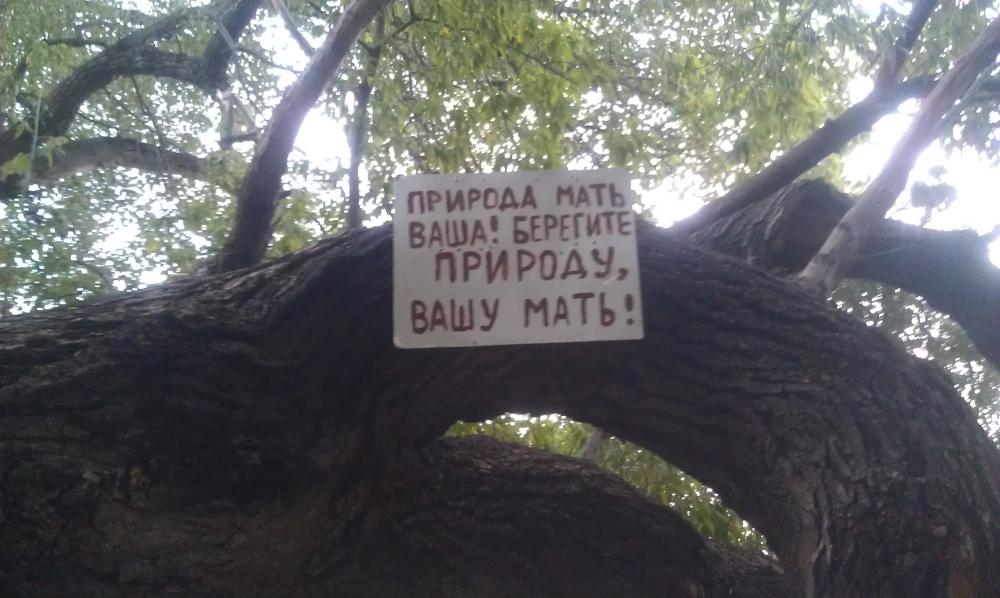 ПРИРОДА МАТЬ
ВАША! БЕРЕГИТЕ
ПРИРОДУ,
ВАШУ МАТЬ!